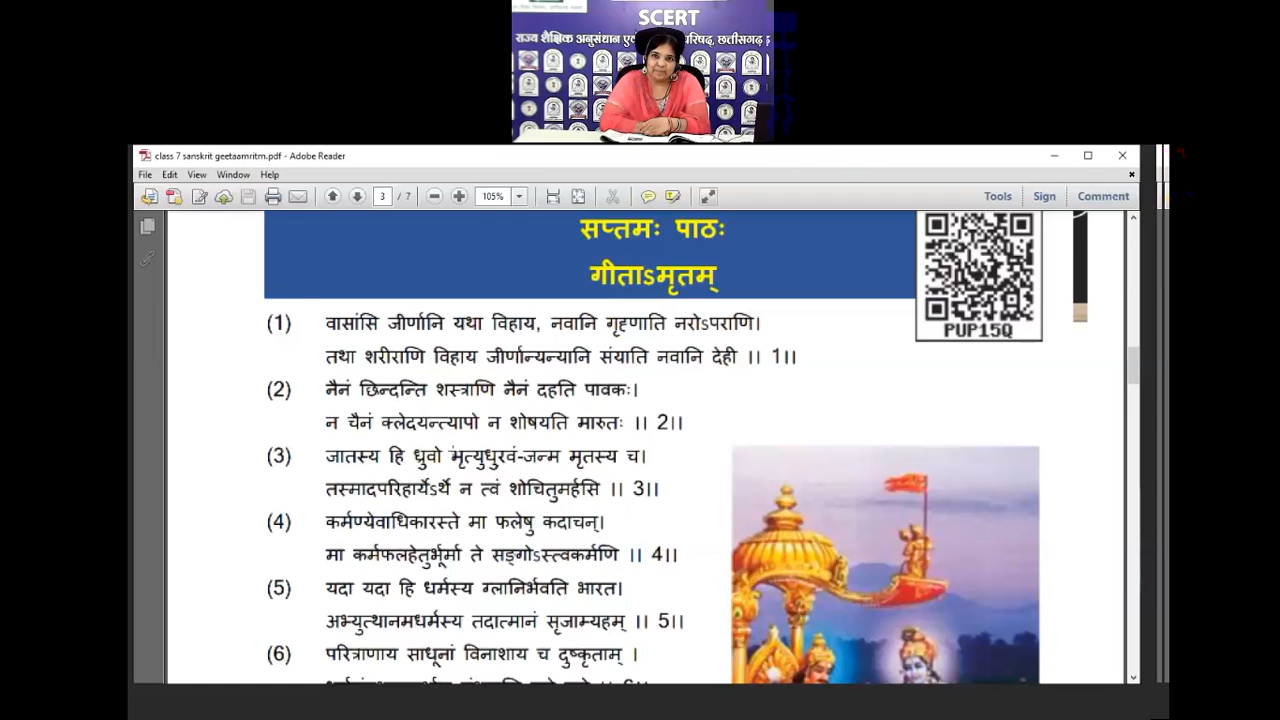 SCERT
राज्य शैक्षिक अनुसंधान एवं परिषद्, छत्तीसगढ़
class 7 sanskrit geetaamritm.pdf - Adobe Reader
File Edit View Window Help
3 / 7 105% Tools Sign Comment
सप्तमः पाठः
गीताऽमृतम्
PUP15Q
(1) वासांसि जीर्णानि यथा विहाय, नवानि गृह्णाति नरोऽपराणि।
तथा शरीराणि विहाय जीर्णान्यन्यानि संयाति नवानि देही ।। 1।।
(2) नैनं छिन्दन्ति शस्त्राणि नैनं दहति पावकः।
न चैनं क्लेदयन्त्यापो न शोषयति मारुतः ।। 2।।
(3) जातस्य हि ध्रुवो मृत्युधुरवं-जन्म मृतस्य च।
तस्मादपरिहार्येऽर्थे न त्वं शोचितुमर्हसि ।। 3।।
(4) कर्मण्येवाधिकारस्ते मा फलेषु कदाचन्।
मा कर्मफलहेतुर्भूर्मा ते सङ्गोऽस्त्वकर्मणि ।। 4।।
(5) यदा यदा हि धर्मस्य ग्लानिर्भवति भारत।
अभ्युत्थानमधर्मस्य तदात्मानं सृजाम्यहम् ।। 5।।
(6) परित्राणाय साधूनां विनाशाय च दुष्कृताम् ।